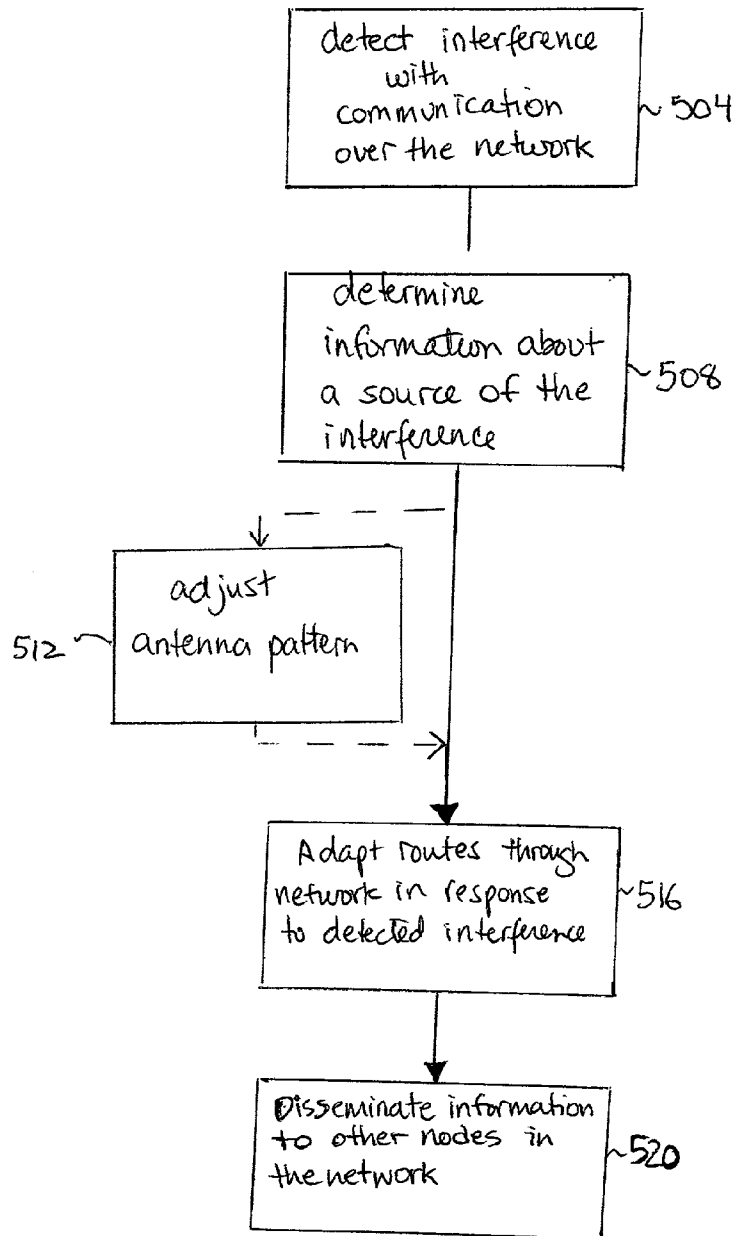 detect interference
with
communication
over the network
504
determine
information about
a source of the
interference
508
adjust
antenna pattern
512
Adapt routes through
network in response
to detected interference
516
Disseminate information
to other nodes in
the network
520